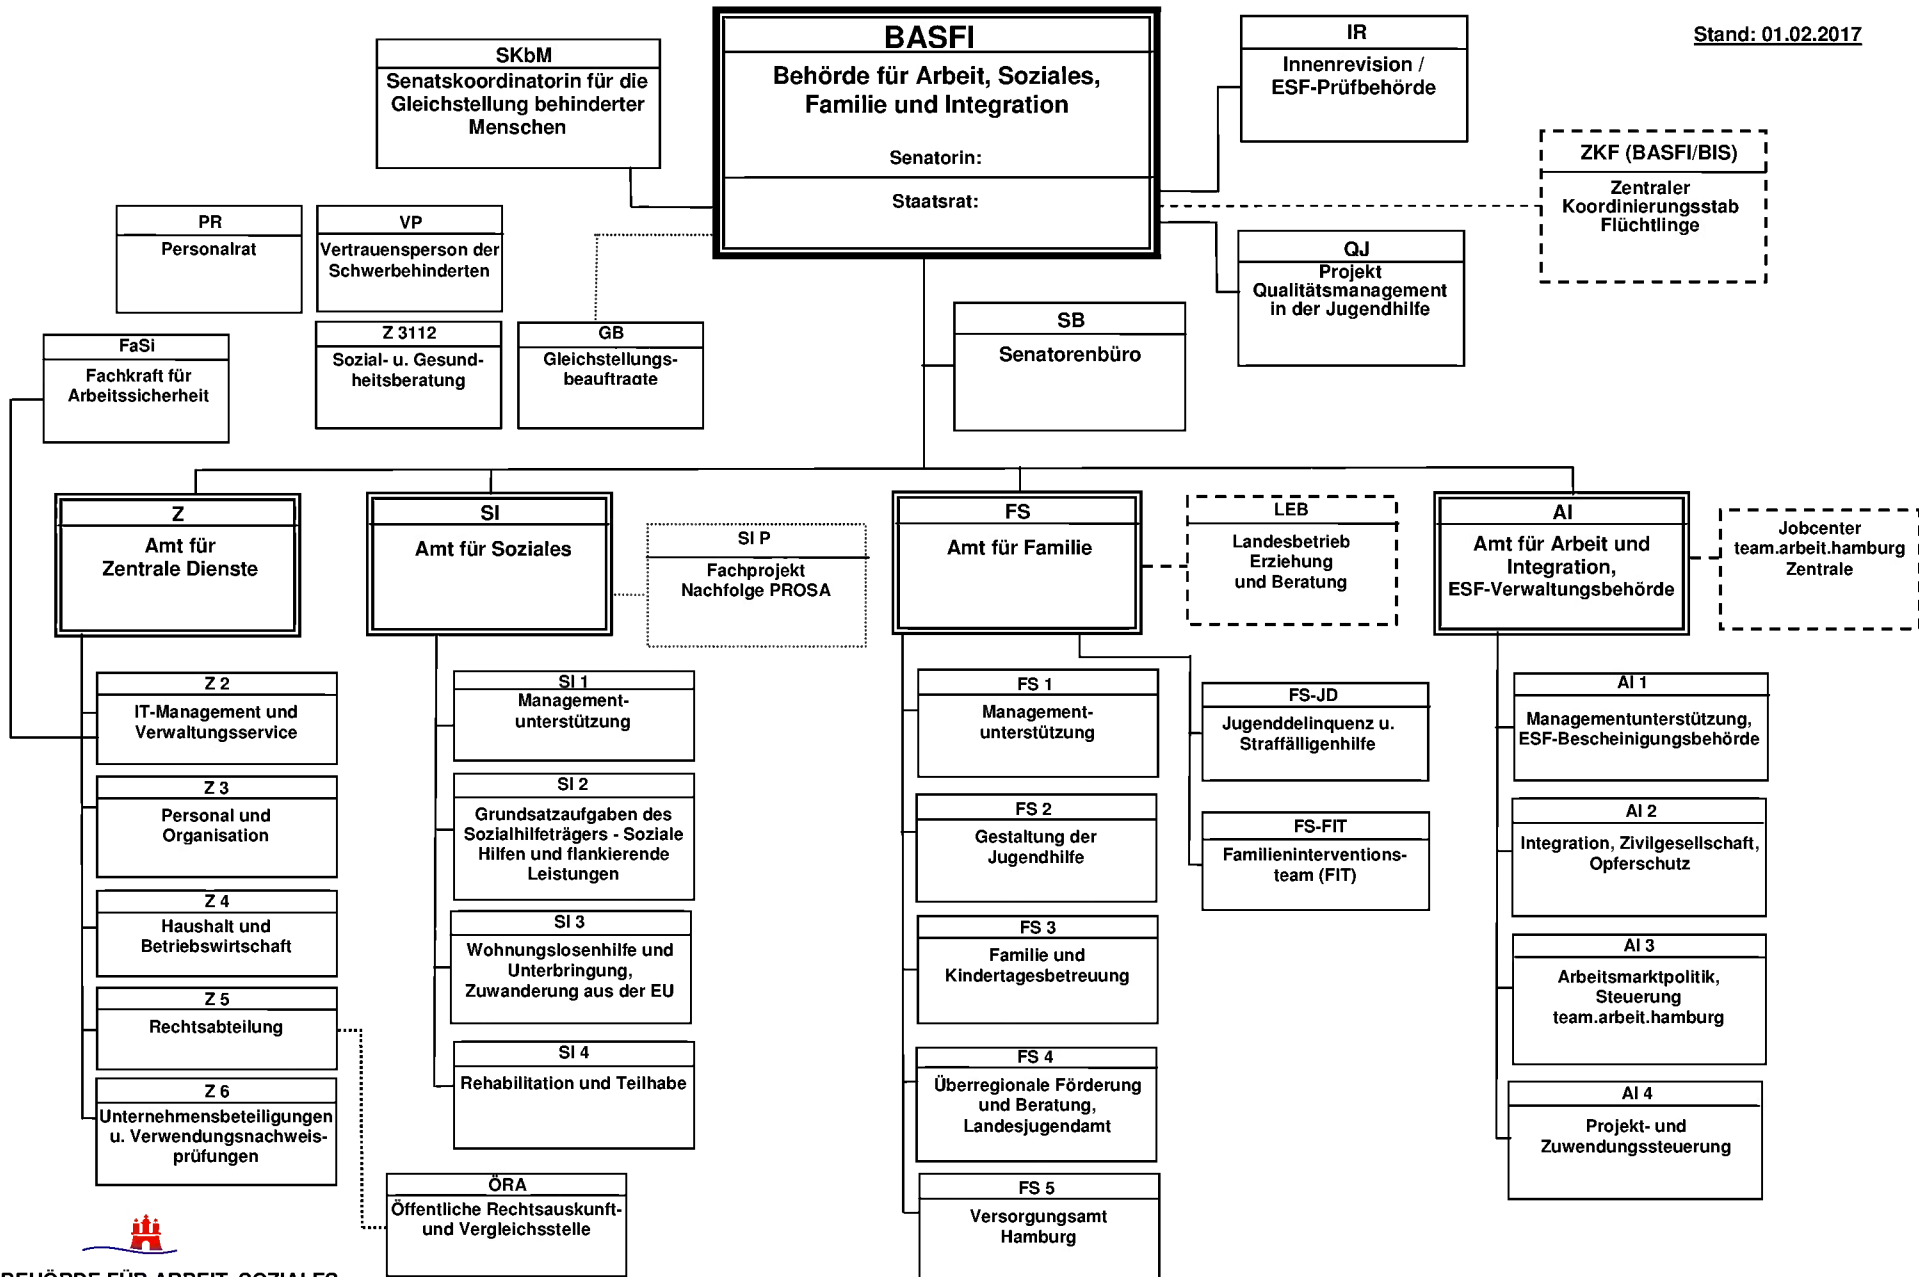 BASFI
Behörde für Arbeit, Soziales,
Familie und Integration
Senatorin:
Staatsrat:
Stand: 01.02.2017
SKbM
Senatskoordinatorin für die
Gleichstellung behinderter
Menschen
IR
Innenrevision /
ESF-Prüfbehörde
ZKF (BASFI/BIS)
Zentraler
Koordinierungsstab
Flüchtlinge
QJ
Projekt
Qualitätsmanagement
in der Jugendhilfe
PR
Personalrat
VP
Vertrauensperson der
Schwerbehinderten
FaSi
Fachkraft für
Arbeitssicherheit
Z 3112
Sozial- u. Gesund-
heitsberatung
GB
Gleichstellungs-
beauftragte
SB
Senatorenbüro
Z
Amt für
Zentrale Dienste
SI
Amt für Soziales
SI P
Fachprojekt
Nachfolge PROSA
FS
Amt für Familie
LEB
Landesbetrieb
Erziehung
und Beratung
AI
Amt für Arbeit und
Integration,
ESF-Verwaltungsbehörde
Jobcenter
team.arbeit.hamburg
Zentrale
Z 2
IT-Management und
Verwaltungsservice
Z 3
Personal und
Organisation
Z 4
Haushalt und
Betriebswirtschaft
Z 5
Rechtsabteilung
Z 6
Unternehmensbeteiligungen
u. Verwendungsnachweis-
prüfungen
SI 1
Management-
unterstützung
SI 2
Grundsatzaufgaben des
Sozialhilfeträgers - Soziale
Hilfen und flankierende
Leistungen
SI 3
Wohnungslosenhilfe und
Unterbringung,
Zuwanderung aus der EU
SI 4
Rehabilitation und Teilhabe
ÖRA
Öffentliche Rechtsauskunft-
und Vergleichsstelle
FS 1
Management-
unterstützung
FS 2
Gestaltung der
Jugendhilfe
FS 3
Familie und
Kindertagesbetreuung
FS 4
Überregionale Förderung
und Beratung,
Landesjugendamt
FS 5
Versorgungsamt
Hamburg
FS-JD
Jugenddelinquenz u.
Straffälligenhilfe
FS-FIT
Familieninterventions-
team (FIT)
AI 1
Managementunterstützung,
ESF-Bescheinigungsbehörde
AI 2
Integration, Zivilgesellschaft,
Opferschutz
AI 3
Arbeitsmarktpolitik,
Steuerung
team.arbeit.hamburg
AI 4
Projekt- und
Zuwendungssteuerung
BEHÖRDE FÜR ARBEIT, SOZIALES,